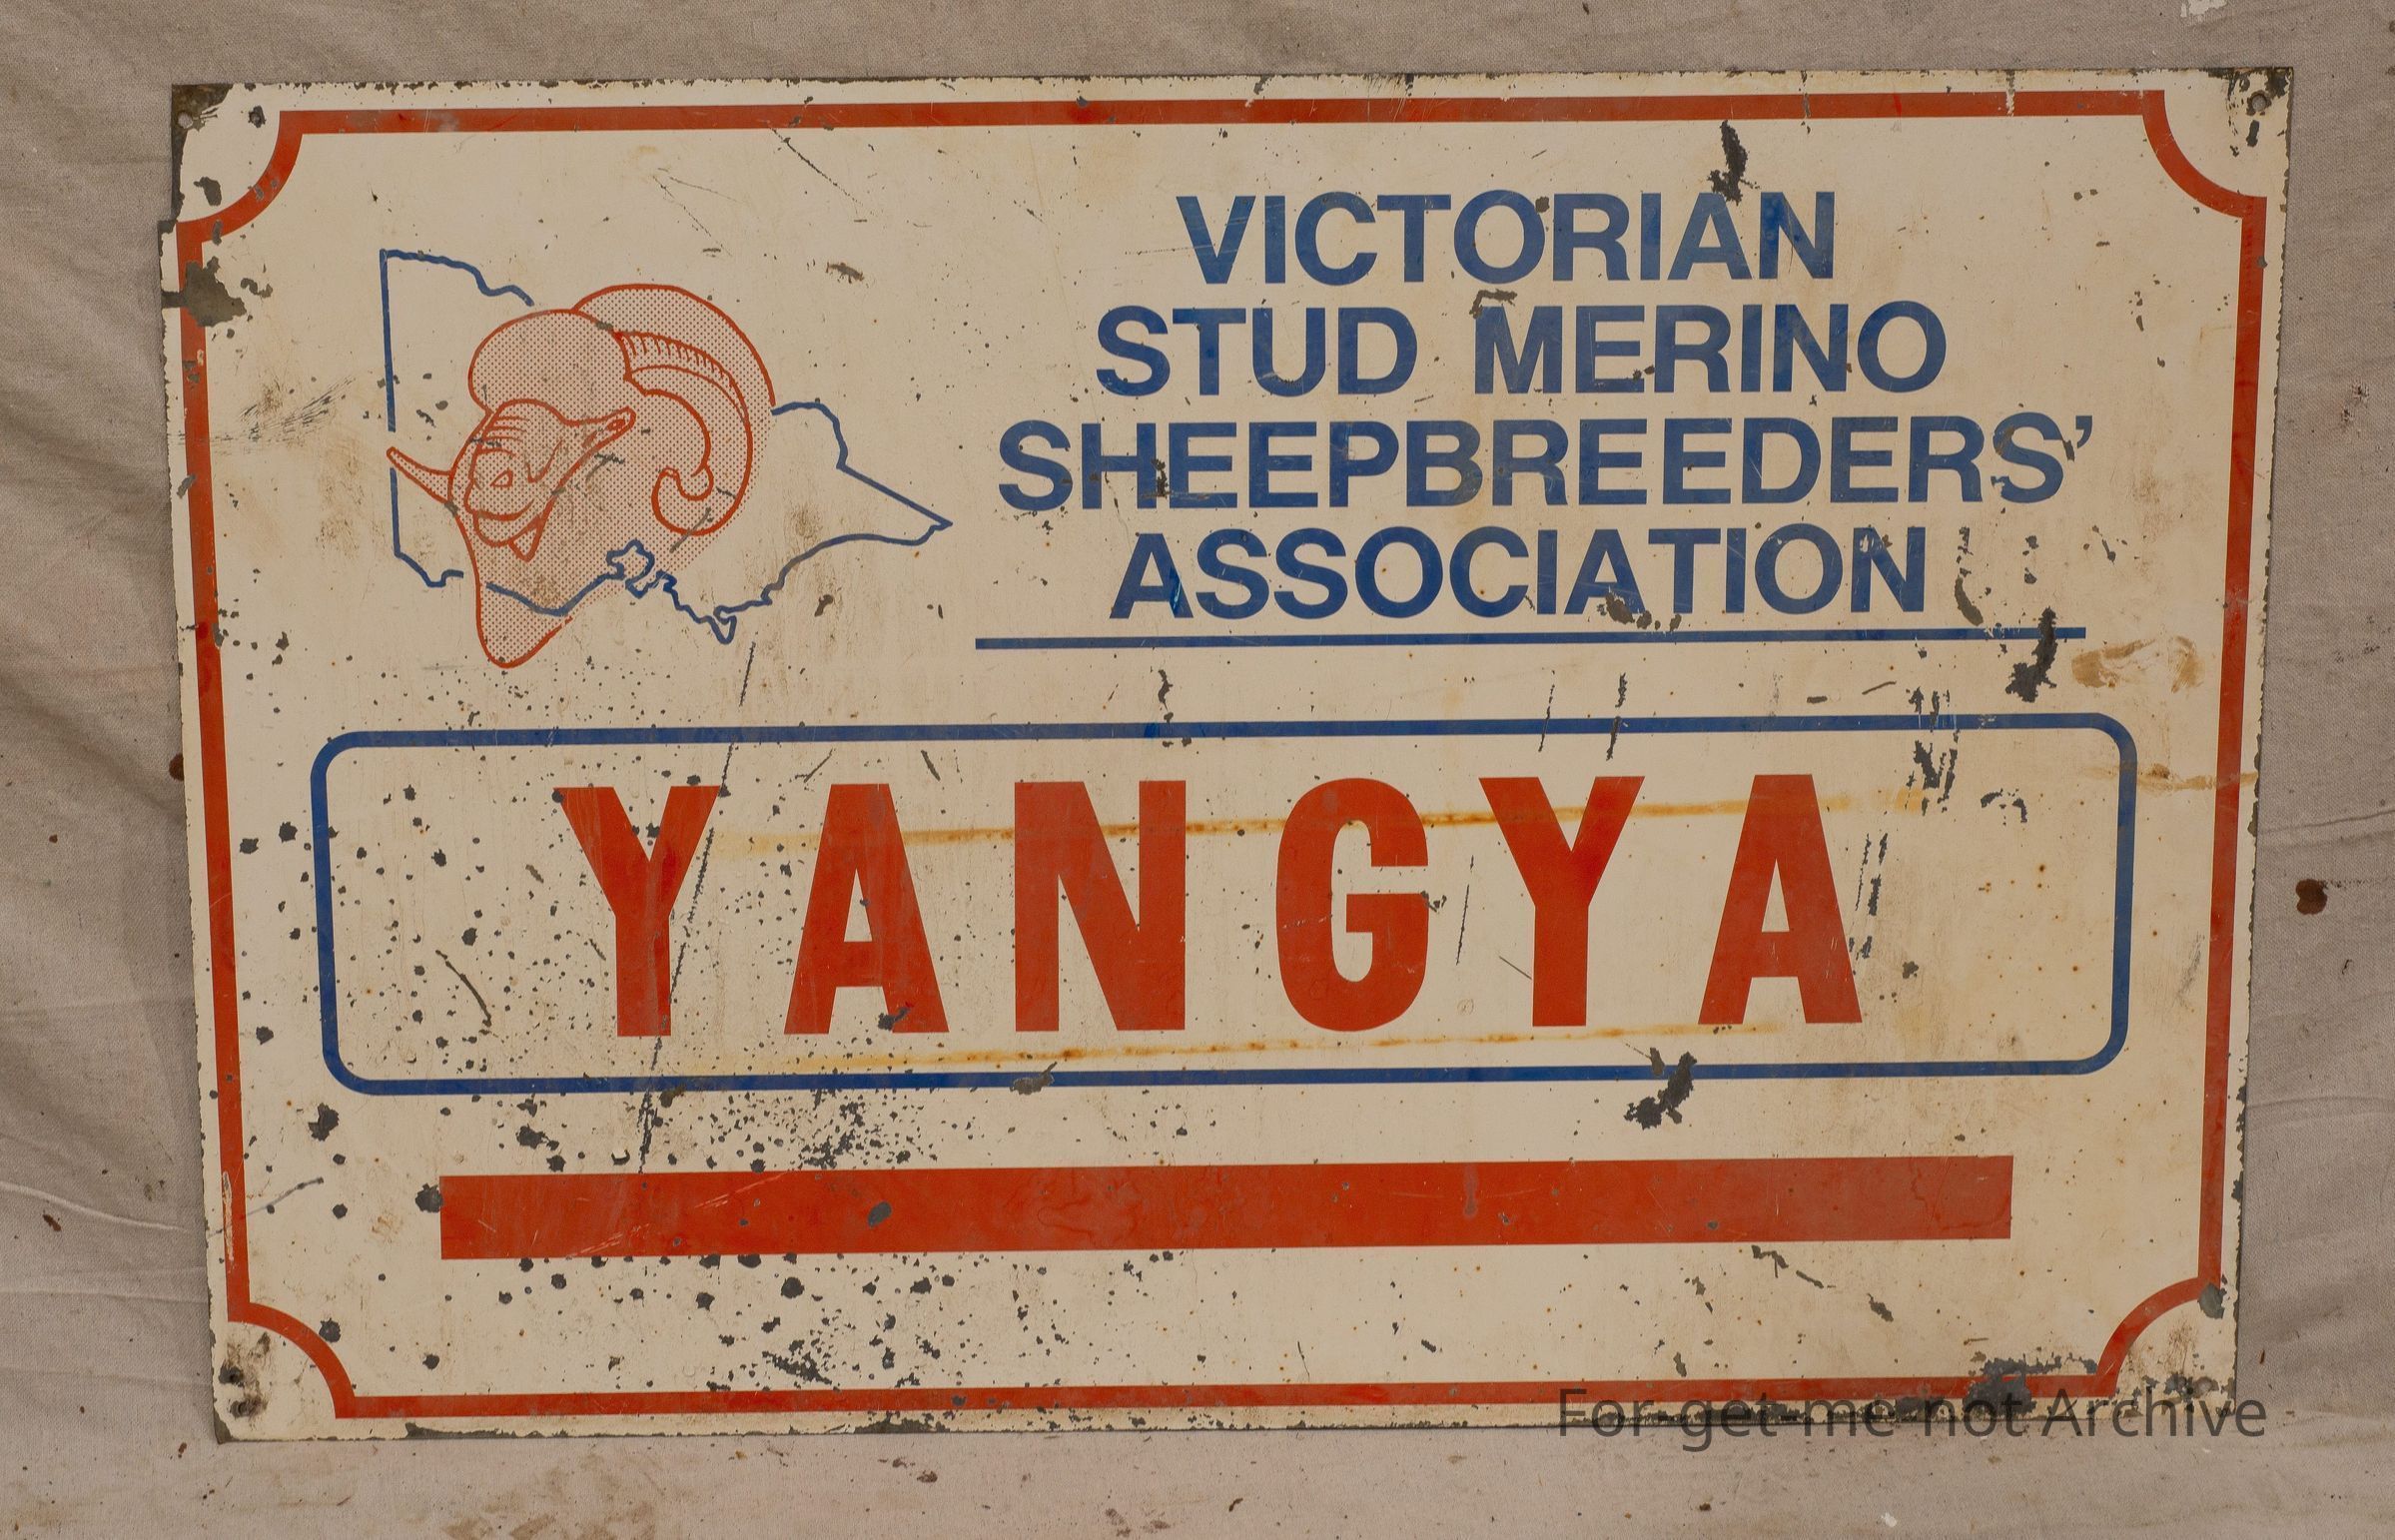 VICTORIAN
STUD MERINO
SHEEPBREEDERS’
ASSOCIATION
YANGYA
For-get-me-not Archive